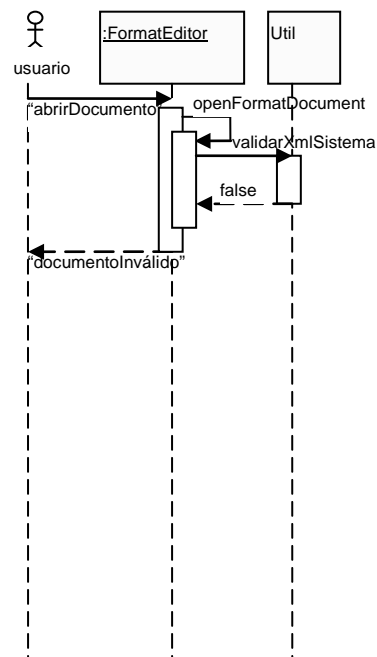 :FormatEditor
Util
usuario
“abrirDocumento
openFormatDocument
validarXmlSistema
false
“documentoInválido”